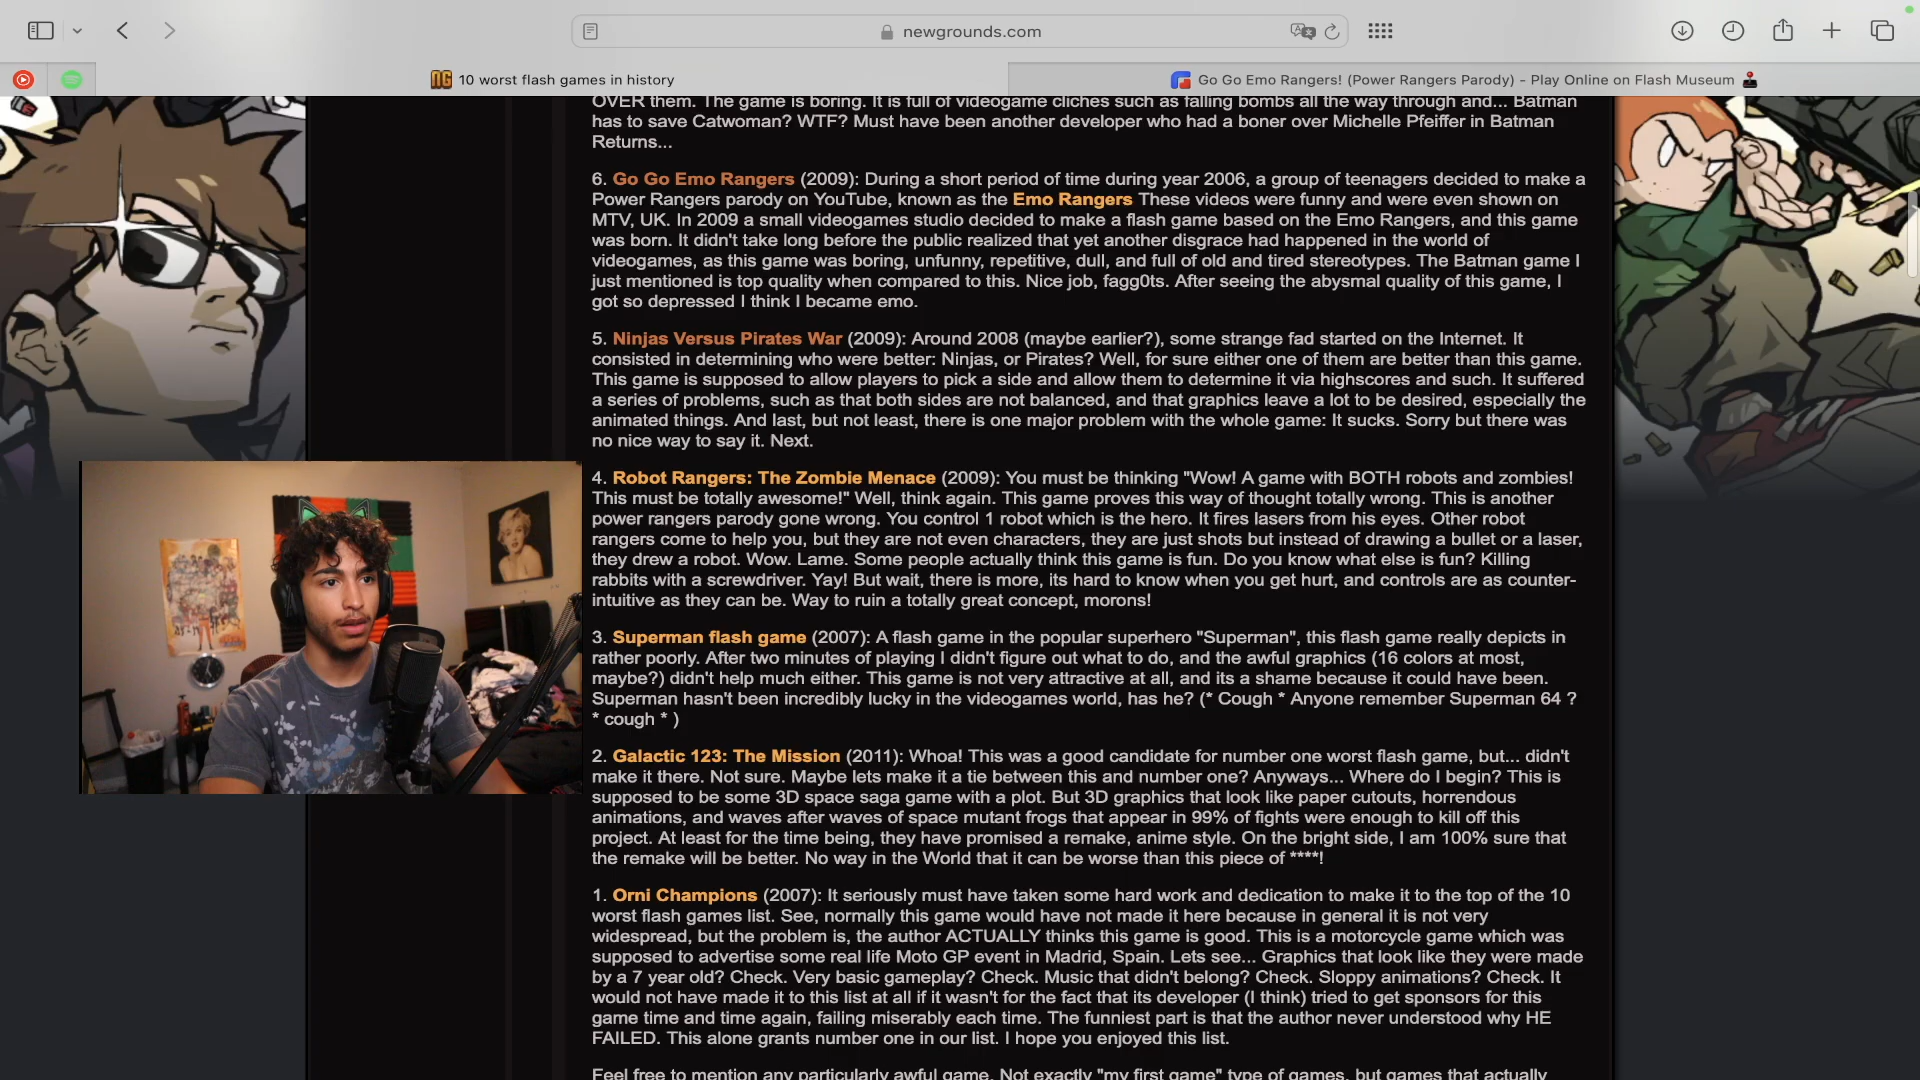 newgrounds.com
NG 10 worst flash games in history
Go Go Emo Rangers! (Power Rangers Parody) - Play Online on Flash Museum
OVER them. The game is boring. It is full of videogame cliches such as falling bombs all the way through and... Batman
has to save Catwoman? WTF? Must have been another developer who had a boner over Michelle Pfeiffer in Batman
Returns...
6. Go Go Emo Rangers (2009): During a short period of time during year 2006, a group of teenagers decided to make a
Power Rangers parody on YouTube, known as the Emo Rangers These videos were funny and were even shown on
MTV, UK. In 2009 a small videogames studio decided to make a flash game based on the Emo Rangers, and this game
was born. It didn't take long before the public realized that yet another disgrace had happened in the world of
videogames, as this game was boring, unfunny, repetitive, dull, and full of old and tired stereotypes. The Batman game I
just mentioned is top quality when compared to this. Nice job, fagg0ts. After seeing the abysmal quality of this game, I
got so depressed I think I became emo.
5. Ninjas Versus Pirates War (2009): Around 2008 (maybe earlier?), some strange fad started on the Internet. It
consisted in determining who were better: Ninjas, or Pirates? Well, for sure either one of them are better than this game.
This game is supposed to allow players to pick a side and allow them to determine it via highscores and such. It suffered
a series of problems, such as that both sides are not balanced, and that graphics leave a lot to be desired, especially the
animated things. And last, but not least, there is one major problem with the whole game: It sucks. Sorry but there was
no nice way to say it. Next.
4. Robot Rangers: The Zombie Menace (2009): You must be thinking "Wow! A game with BOTH robots and zombies!
This must be totally awesome!" Well, think again. This game proves this way of thought totally wrong. This is another
power rangers parody gone wrong. You control 1 robot which is the hero. It fires lasers from his eyes. Other robot
rangers come to help you, but they are not even characters, they are just shots but instead of drawing a bullet or a laser,
they drew a robot. Wow. Lame. Some people actually think this game is fun. Do you know what else is fun? Killing
rabbits with a screwdriver. Yay! But wait, there is more, its hard to know when you get hurt, and controls are as counter-
intuitive as they can be. Way to ruin a totally great concept, morons!
3. Superman flash game (2007): A flash game in the popular superhero "Superman", this flash game really depicts in
rather poorly. After two minutes of playing I didn't figure out what to do, and the awful graphics (16 colors at most,
maybe?) didn't help much either. This game is not very attractive at all, and its a shame because it could have been.
Superman hasn't been incredibly lucky in the videogames world, has he? (* Cough * Anyone remember Superman 64 ?
* cough * )
2. Galactic 123: The Mission (2011): Whoa! This was a good candidate for number one worst flash game, but... didn't
make it there. Not sure. Maybe lets make it a tie between this and number one? Anyways... Where do I begin? This is
supposed to be some 3D space saga game with a plot. But 3D graphics that look like paper cutouts, horrendous
animations, and waves after waves of space mutant frogs that appear in 99% of fights were enough to kill off this
project. At least for the time being, they have promised a remake, anime style. On the bright side, I am 100% sure that
the remake will be better. No way in the World that it can be worse than this piece of ****!
1. Orni Champions (2007): It seriously must have taken some hard work and dedication to make it to the top of the 10
worst flash games list. See, normally this game would have not made it here because in general it is not very
widespread, but the problem is, the author ACTUALLY thinks this game is good. This is a motorcycle game which was
supposed to advertise some real life Moto GP event in Madrid, Spain. Lets see... Graphics that look like they were made
by a 7 year old? Check. Very basic gameplay? Check. Music that didn't belong? Check. Sloppy animations? Check. It
would not have made it to this list at all if it wasn't for the fact that its developer (I think) tried to get sponsors for this
game time and time again, failing miserably each time. The funniest part is that the author never understood why HE
FAILED. This alone grants number one in our list. I hope you enjoyed this list.
Feel free to mention any particularly awful game. Not exactly "my first game" type of games, but games that actually